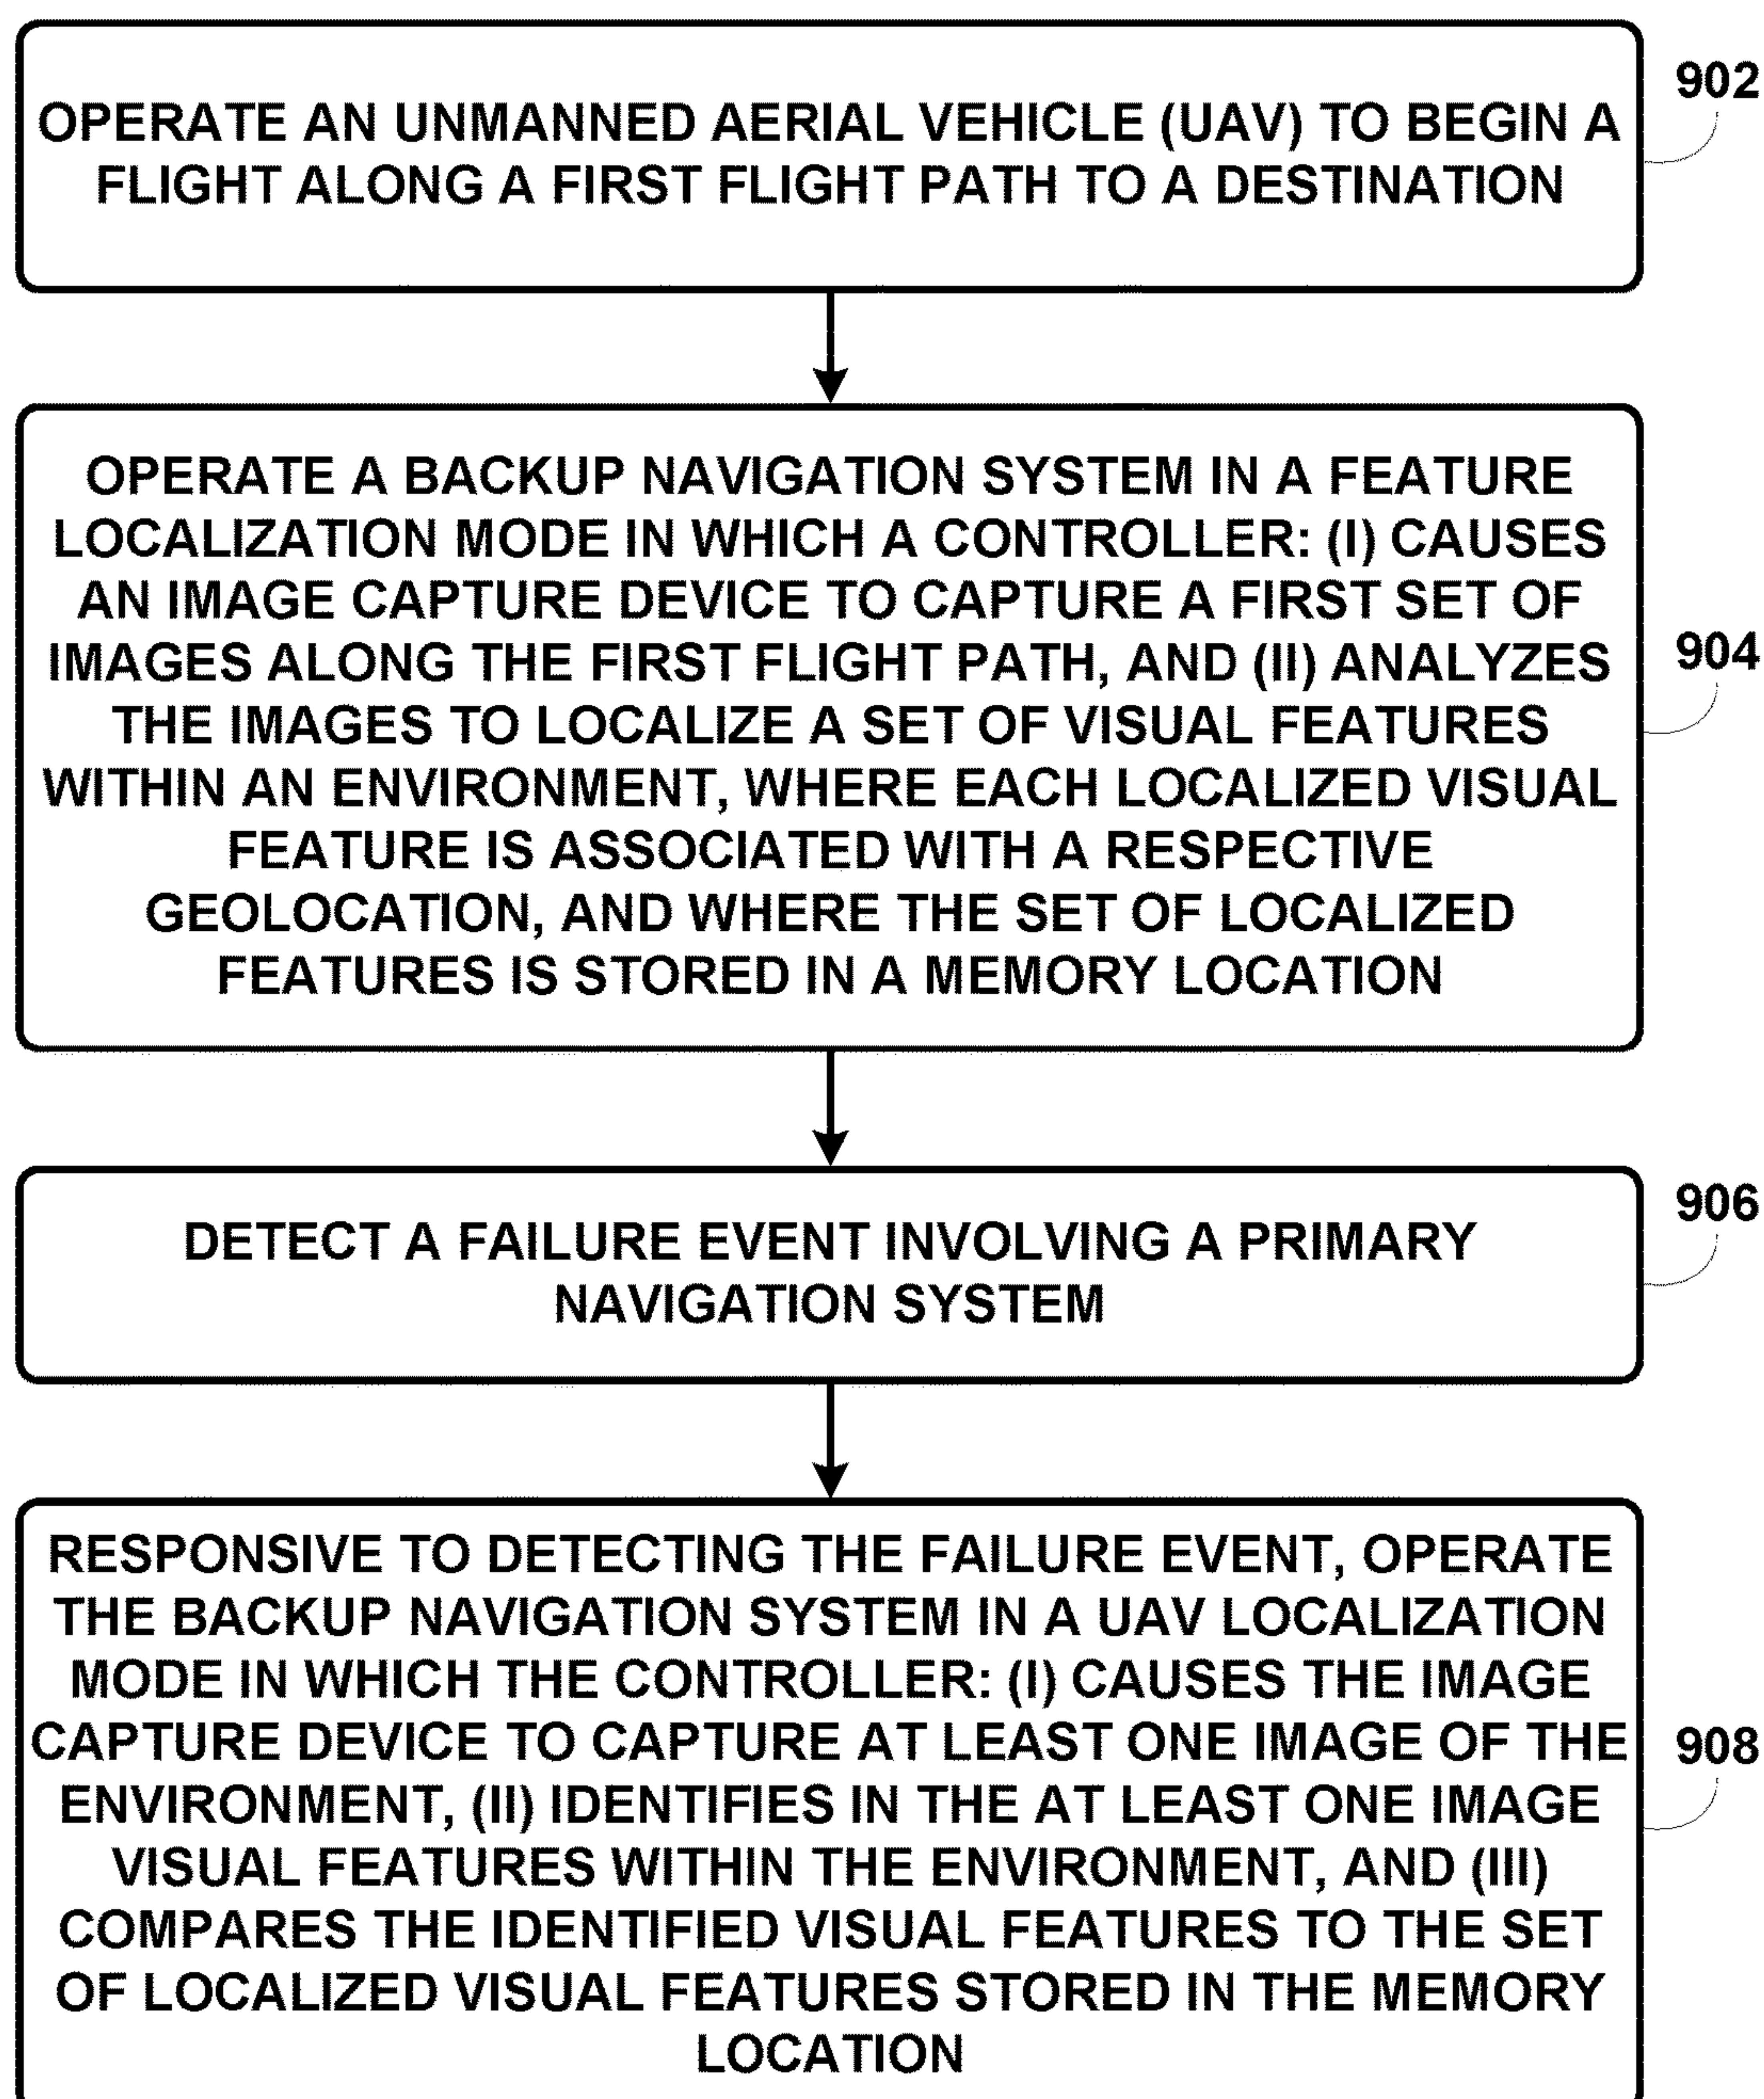 902
OPERATE AN UNMANNED AERIAL VEHICLE (UAV) TO BEGIN A
FLIGHT ALONG A FIRST FLIGHT PATH TO A DESTINATION
OPERATE A BACKUP NAVIGATION SYSTEM IN A FEATURE
LOCALIZATION MODE IN WHICH A CONTROLLER: (I) CAUSES
AN IMAGE CAPTURE DEVICE TO CAPTURE A FIRST SET OF
IMAGES ALONG THE FIRST FLIGHT PATH, AND (II) ANALYZES
904
THE IMAGES TO LOCALIZE A SET OF VISUAL FEATURES
WITHIN AN ENVIRONMENT, WHERE EACH LOCALIZED VISUAL
FEATURE IS ASSOCIATED WITH A RESPECTIVE
GEOLOCATION, AND WHERE THE SET OF LOCALIZED
FEATURES IS STORED IN A MEMORY LOCATION
906
DETECT A FAILURE EVENT INVOLVING A PRIMARY
NAVIGATION SYSTEM
RESPONSIVE TO DETECTING THE FAILURE EVENT, OPERATE
THE BACKUP NAVIGATION SYSTEM IN A UAV LOCALIZATION
MODE IN WHICH THE CONTROLLER: (I) CAUSES THE IMAGE
CAPTURE DEVICE TO CAPTURE AT LEAST ONE IMAGE OF THE
908
ENVIRONMENT, (II) IDENTIFIES IN THE AT LEAST ONE IMAGE
VISUAL FEATURES WITHIN THE ENVIRONMENT, AND (III)
COMPARES THE IDENTIFIED VISUAL FEATURES TO THE SET
OF LOCALIZED VISUAL FEATURES STORED IN THE MEMORY
LOCATION